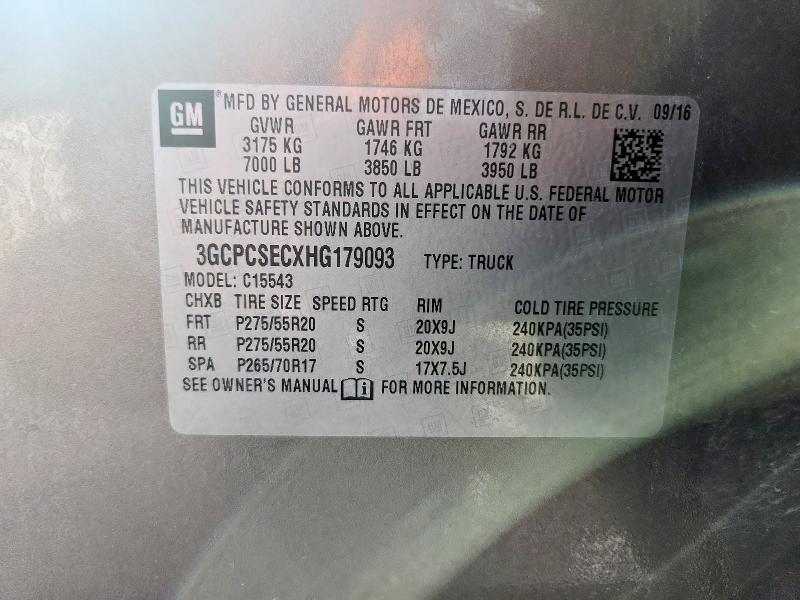 GM ® MFD BY GENERAL MOTORS DE MEXICO, S. DE R.L. DE C.V. 09/16
GVWR GAWR FRT GAWR RR
3175 KG 1746 KG 1792 KG
7000 LB 3850 LB 3950 LB
THIS VEHICLE CONFORMS TO ALL APPLICABLE U.S. FEDERAL MOTOR
VEHICLE SAFETY STANDARDS IN EFFECT ON THE DATE OF
MANUFACTURE SHOWN ABOVE.
3GCPCSECXHG179093 TYPE: TRUCK
MODEL: C15543
CHXB TIRE SIZE SPEED RTG RIM COLD TIRE PRESSURE
FRT P275/55R20 S 20X9J 240KPA(35PSI)
RR P275/55R20 S 20X9J 240KPA(35PSI)
SPA P265/70R17 S 17X7.5J 240KPA(35PSI)
SEE OWNER'S MANUAL i FOR MORE INFORMATION.